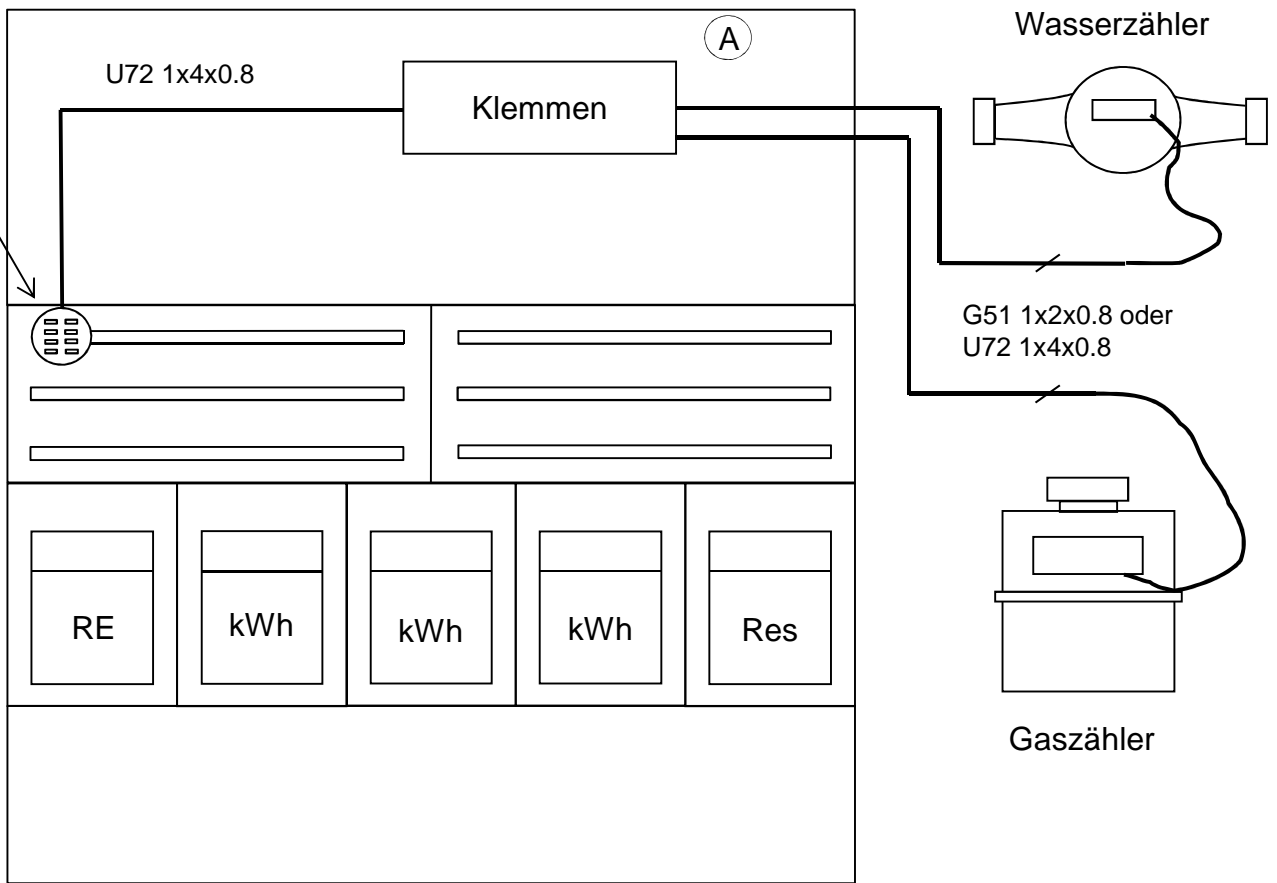 Wasserzähler
A
U72 1x4x0.8
Klemmen
G51 1x2x0.8 oder
U72 1x4x0.8
RE
kWh
kWh
kWh
Res
Gaszähler